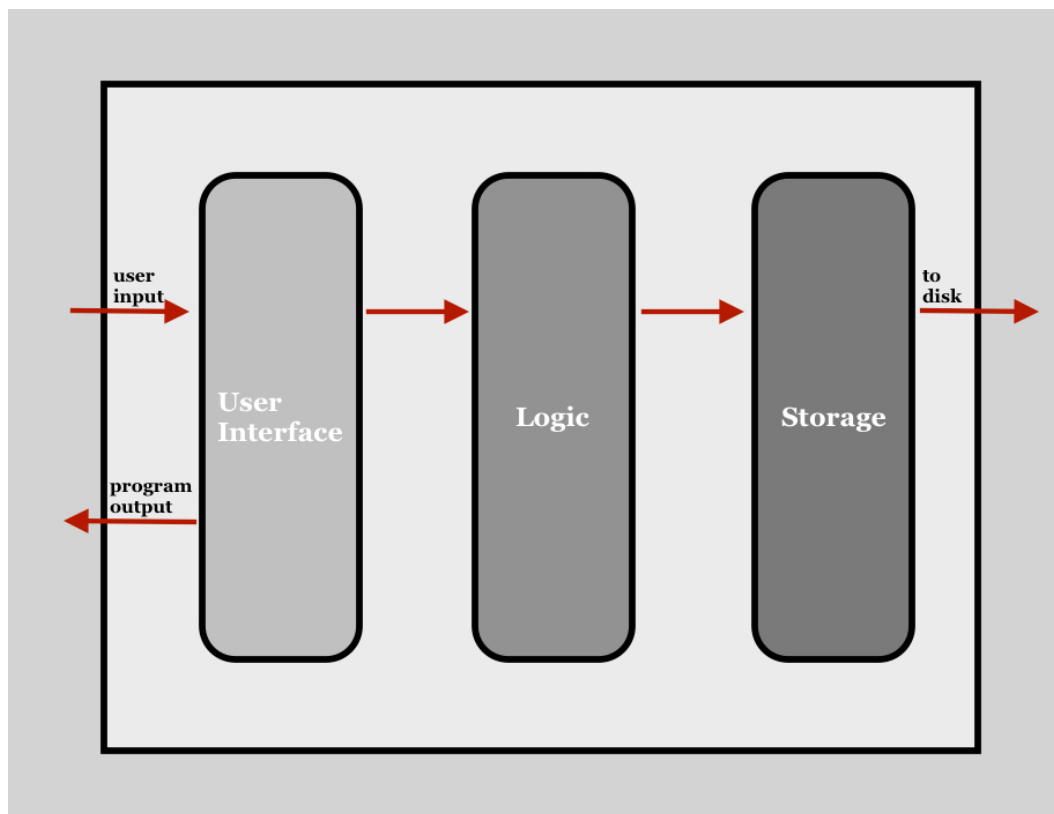 user
input
User
Interface
program
output
Logic
Storage
to
disk